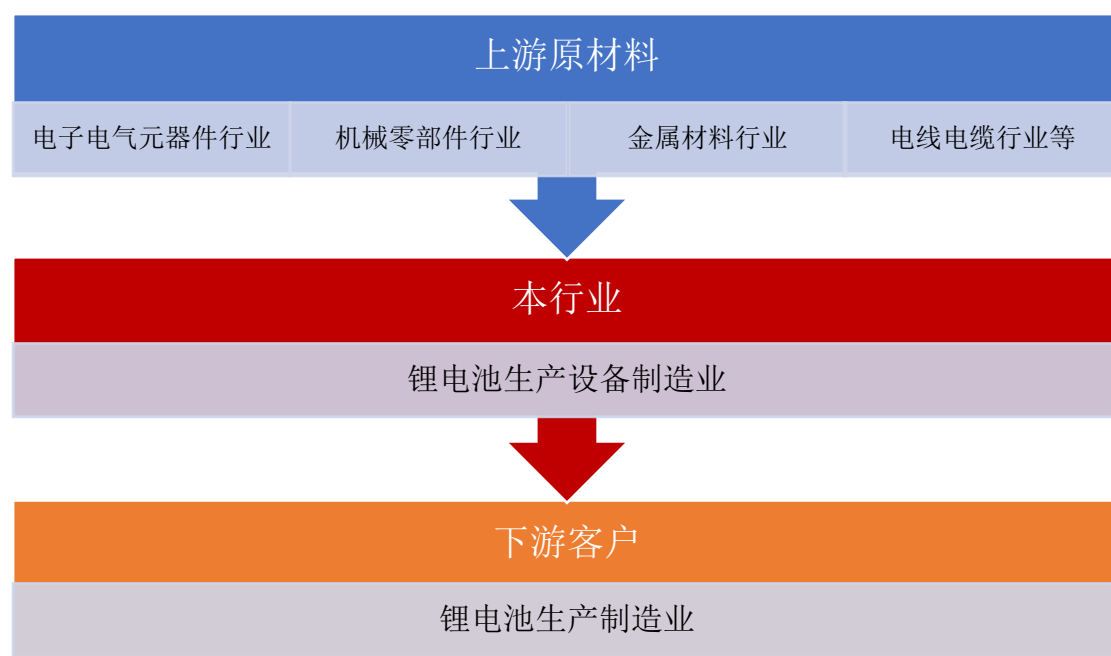 上游原材料
电子电气元器件行业 机械零部件行业 金属材料行业 电线电缆行业等
本行业
锂电池生产设备制造业
下游客户
锂电池生产制造业